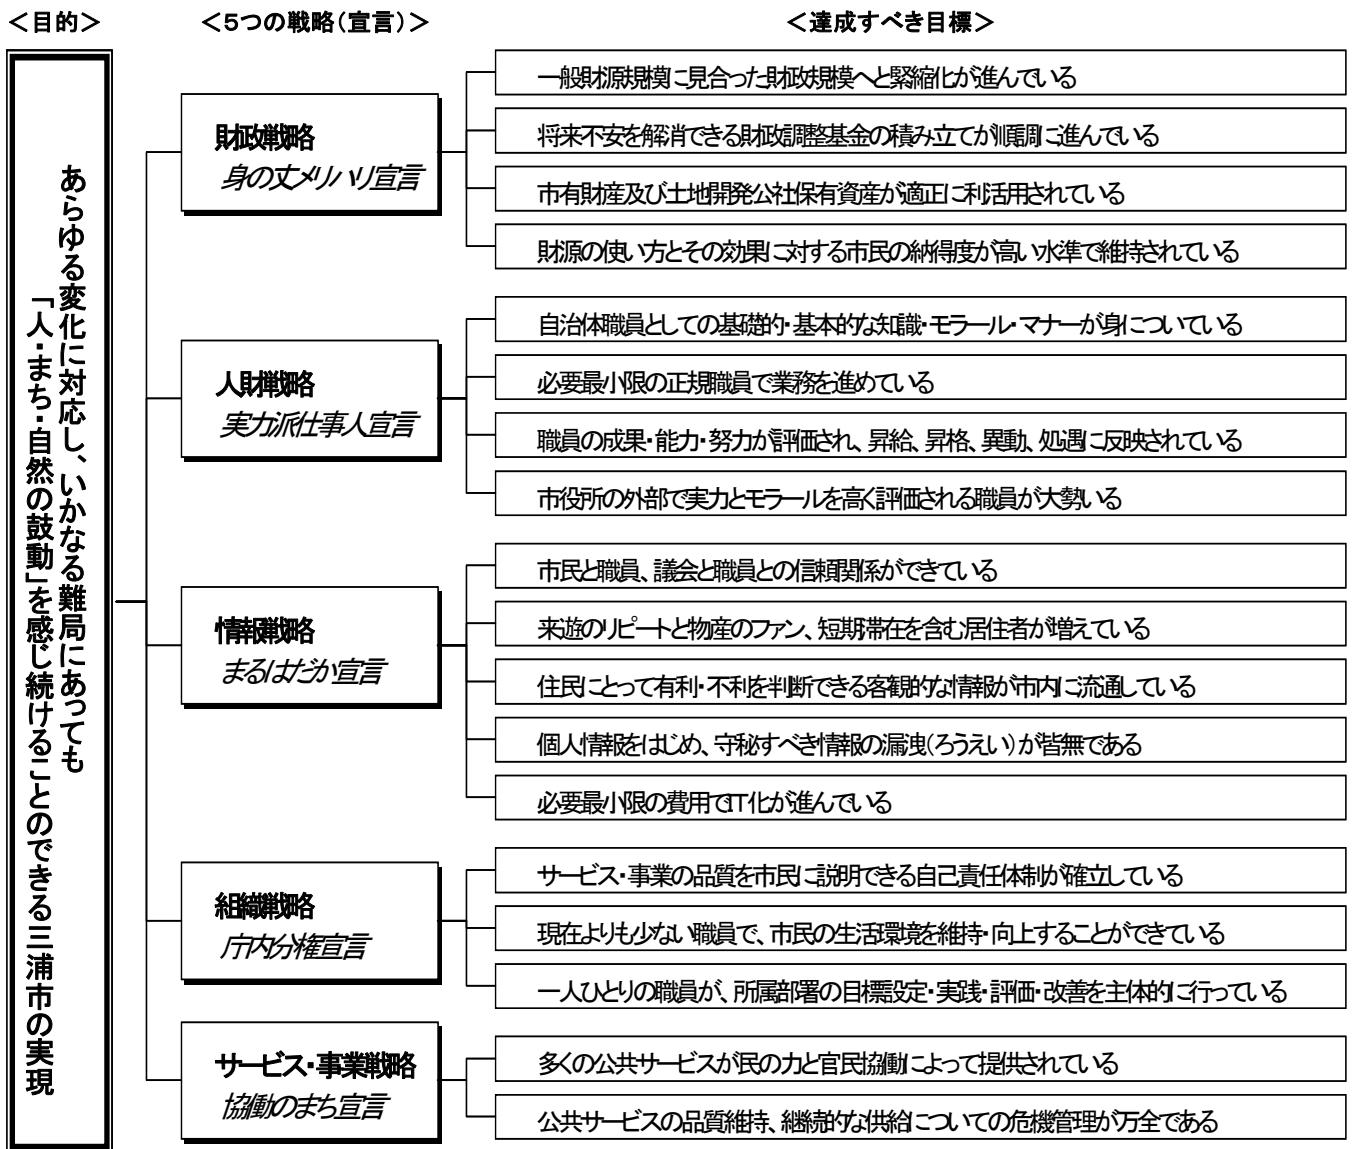 ＜目的＞
＜5つの戦略（宣言）＞
＜達成すべき目標＞
あらゆる変化に対応し、いかなる難局にあっても
「人・まち・自然の鼓動」を感じ続けることのできる三浦市の実現
財政戦略
身の丈メリハリ宣言
一般財源規模に見合った財政規模へと緊縮化が進んでいる
将来不安を解消できる財政調整基金の積み立てが順調に進んでいる
市有財産及び土地開発公社保有資産が適正に利活用されている
財源の使い方とその効果に対する市民の納得度が高い水準で維持されている
人財戦略
実力派仕事人宣言
自治体職員としての基礎的・基本的な知識・モラール・マナーが身についている
必要最小限の正規職員で業務を進めている
職員の成果・能力・努力が評価され、昇給、昇格、異動、処遇に反映されている
市役所の外部で実力とモラールを高く評価される職員が大勢いる
情報戦略
まるはだか宣言
市民と職員、議会と職員との信頼関係ができている
来遊のリピートと物産のファン、短期滞在を含む居住者が増えている
住民にとって有利・不利を判断できる客観的な情報が市内に流通している
個人情報をはじめ、守秘すべき情報の漏洩（ろうえい）が皆無である
必要最小限の費用でIT化が進んでいる
組織戦略
庁内分権宣言
サービス・事業の品質を市民に説明できる自己責任体制が確立している
現在よりも少ない職員で、市民の生活環境を維持・向上することができている
一人ひとりの職員が、所属部署の目標設定・実践・評価・改善を主体的に行っている
サービス・事業戦略
協働のまち宣言
多くの公共サービスが民の力と官民協働によって提供されている
公共サービスの品質維持、継続的な供給についての危機管理が万全である